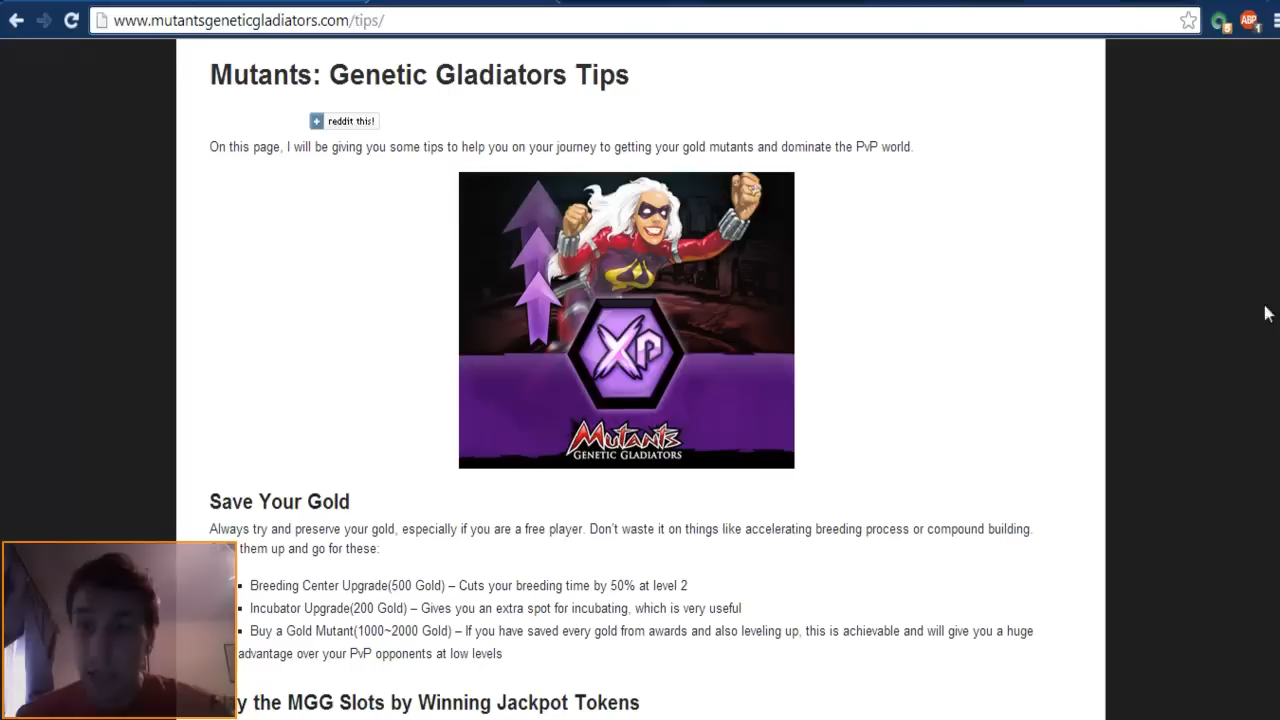 www.mutantsgeneticgladiators.com/tips/
ABP
6
1
Mutants: Genetic Gladiators Tips
reddit this!
On this page, I will be giving you some tips to help you on your journey to getting your gold mutants and dominate the PvP world.
XP
MUTANTS
GENETIC GLADIATORS
Save Your Gold
Always try and preserve your gold, especially if you are a free player. Don't waste it on things like accelerating breeding process or compound building.
them up and go for these:
Breeding Center Upgrade(500 Gold) – Cuts your breeding time by 50% at level 2
Incubator Upgrade(200 Gold) – Gives you an extra spot for incubating, which is very useful
Buy a Gold Mutant(1000~2000 Gold) – If you have saved every gold from awards and also leveling up, this is achievable and will give you a huge
advantage over your PvP opponents at low levels
the MGG Slots by Winning Jackpot Tokens